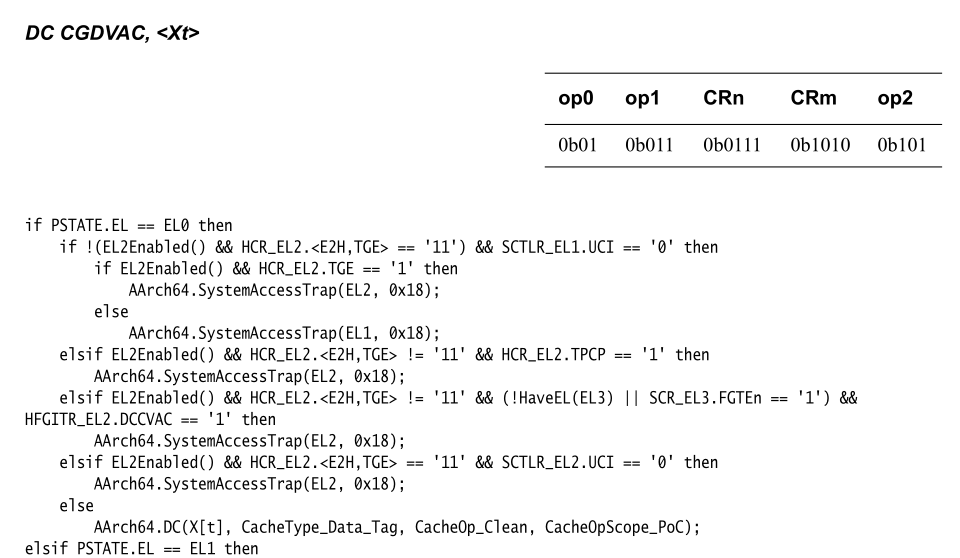 DC CGDVAC, <Xt>
op0 op1 CRn CRm op2
0b01 0b011 0b0111 0b1010 0b101
if PSTATE.EL == EL0 then
    if !(EL2Enabled() && HCR_EL2.<E2H,TGE> == '11') && SCTLR_EL1.UCI == '0' then
        if EL2Enabled() && HCR_EL2.TGE == '1' then
            AArch64.SystemAccessTrap(EL2, 0x18);
        else
            AArch64.SystemAccessTrap(EL1, 0x18);
    elsif EL2Enabled() && HCR_EL2.<E2H,TGE> != '11' && HCR_EL2.TPCP == '1' then
        AArch64.SystemAccessTrap(EL2, 0x18);
    elsif EL2Enabled() && HCR_EL2.<E2H,TGE> != '11' && (!HaveEL(EL3) || SCR_EL3.FGTEn == '1') &&
HFGITR_EL2.DCCVAC == '1' then
        AArch64.SystemAccessTrap(EL2, 0x18);
    elsif EL2Enabled() && HCR_EL2.<E2H,TGE> == '11' && SCTLR_EL2.UCI == '0' then
        AArch64.SystemAccessTrap(EL2, 0x18);
    else
        AArch64.DC(X[t], CacheType_Data_Tag, CacheOp_Clean, CacheOpScope_PoC);
elsif PSTATE.EL == EL1 then